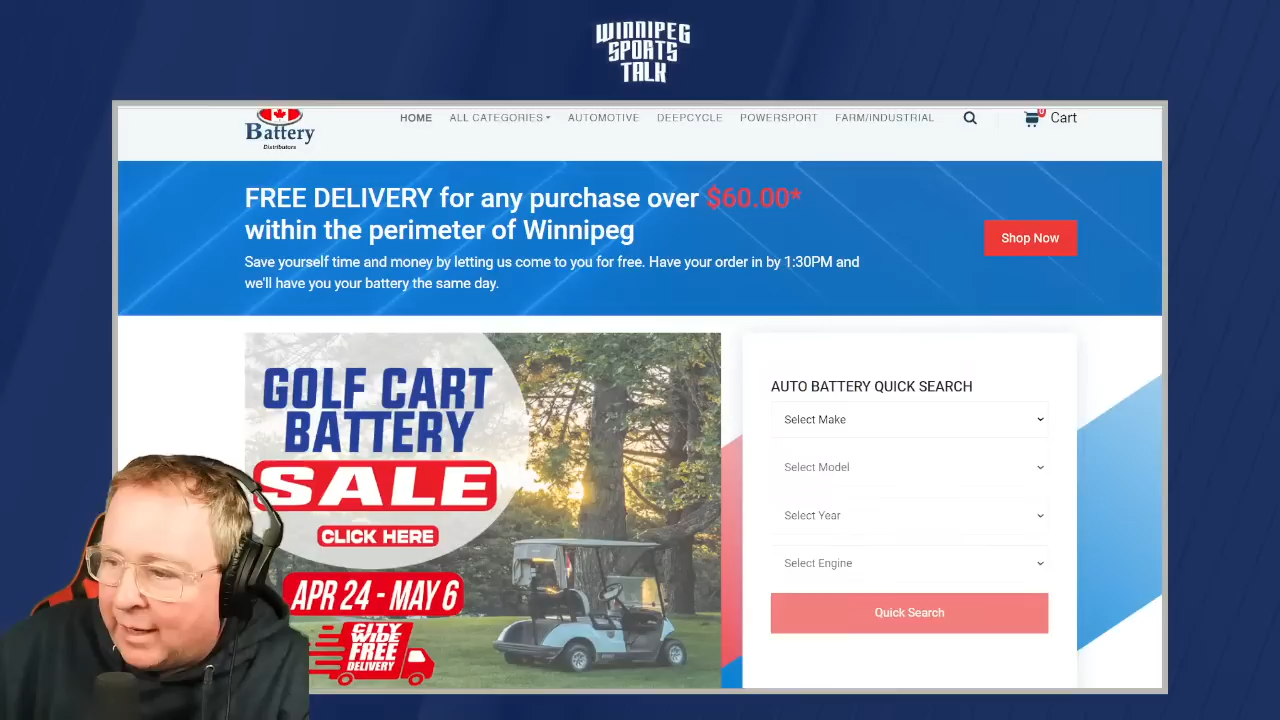 WINNIPEG
SPORTS
TALK
Battery
Distributors
HOME
ALL CATEGORIES
AUTOMOTIVE
DEEPCYCLE
POWERSPORT
FARM/INDUSTRIAL
0
Cart
FREE DELIVERY for any purchase over $60.00*
within the perimeter of Winnipeg
Save yourself time and money by letting us come to you for free. Have your order in by 1:30PM and
we'll have you your battery the same day.
Shop Now
GOLF CART
BATTERY
SALE
CLICK HERE
APR 24 - MAY 6
CITY
WIDE
FREE
DELIVERY
AUTO BATTERY QUICK SEARCH
Select Make
Select Model
Select Year
Select Engine
Quick Search